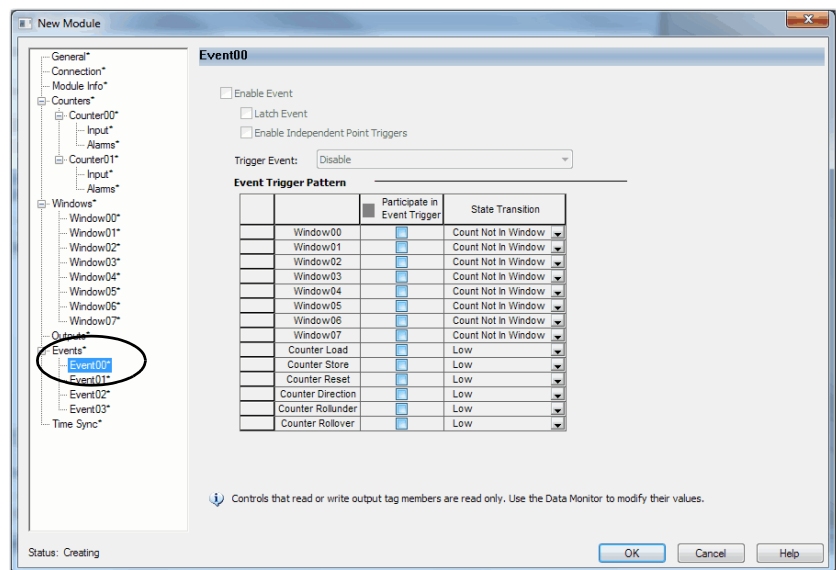 New Module
General*
Connection*
Module Info*
Counters*
Counter00*
Input*
Alarms*
Counter01*
Input*
Alarms*
Windows*
Window00*
Window01*
Window02*
Window03*
Window04*
Window05*
Window06*
Window07*
Outputs*
Events*
Event00*
Event01*
Event02*
Event03*
Time Sync*
Event00
Enable Event
Latch Event
Enable Independent Point Triggers
Trigger Event: Disable
Event Trigger Pattern
Participate in Event Trigger State Transition
Window00 Count Not In Window
Window01 Count Not In Window
Window02 Count Not In Window
Window03 Count Not In Window
Window04 Count Not In Window
Window05 Count Not In Window
Window06 Count Not In Window
Window07 Count Not In Window
Counter Load Low
Counter Store Low
Counter Reset Low
Counter Direction Low
Counter Rollunder Low
Counter Rollover Low
Controls that read or write output tag members are read only. Use the Data Monitor to modify their values.
Status: Creating
OK Cancel Help